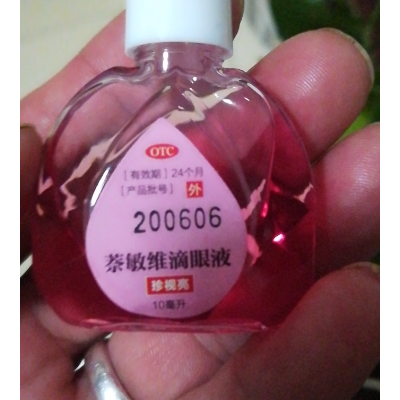 OTC
［有效期］24个月
［产品批号］外
200606
萘敏维滴眼液
珍视亮
10毫升